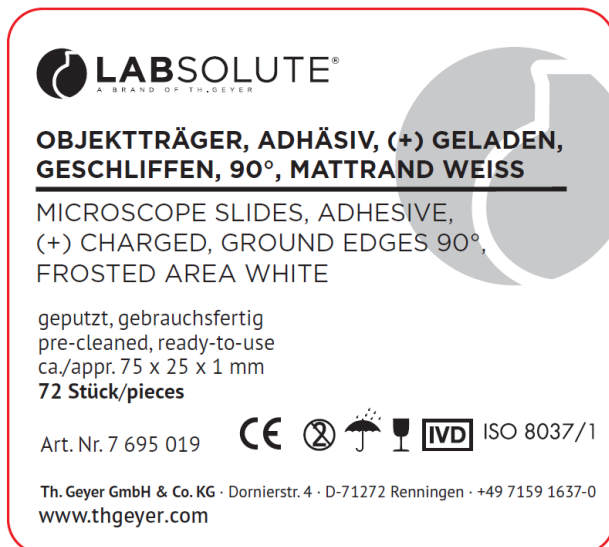 LABSOLUTE®
A BRAND OF TH.GEYER
OBJEKTTRÄGER, ADHÄSIV, (+) GELADEN,
GESCHLIFFEN, 90°, MATTRAND WEISS
MICROSCOPE SLIDES, ADHESIVE,
(+) CHARGED, GROUND EDGES 90°,
FROSTED AREA WHITE
geputzt, gebrauchsfertig
pre-cleaned, ready-to-use
ca./appr. 75 x 25 x 1 mm
72 Stück/pieces
Art. Nr. 7 695 019 CE 2 IVD ISO 8037/1
Th. Geyer GmbH & Co. KG · Dornierstr. 4 · D-71272 Renningen · +49 7159 1637-0
www.thgeyer.com